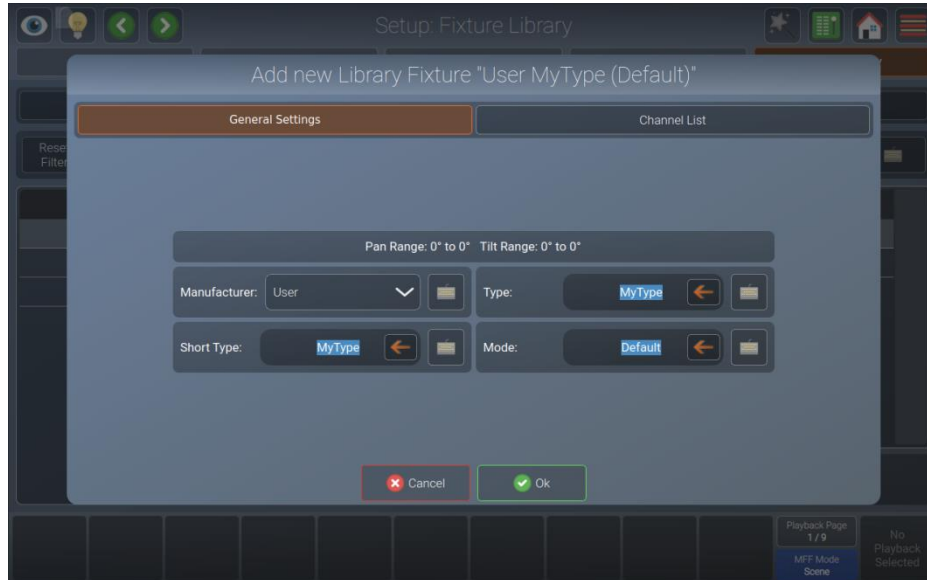 Setup: Fixture Library
Add new Library Fixture "User MyType (Default)"
General Settings
Channel List
Reset
Filter
Pan Range: 0° to 0° Tilt Range: 0° to 0°
Manufacturer: User
Type: MyType
Short Type: MyType
Mode: Default
Cancel
Ok
Playback Page
1 / 9
MFF Mode
Scene
No
Playback
Selected